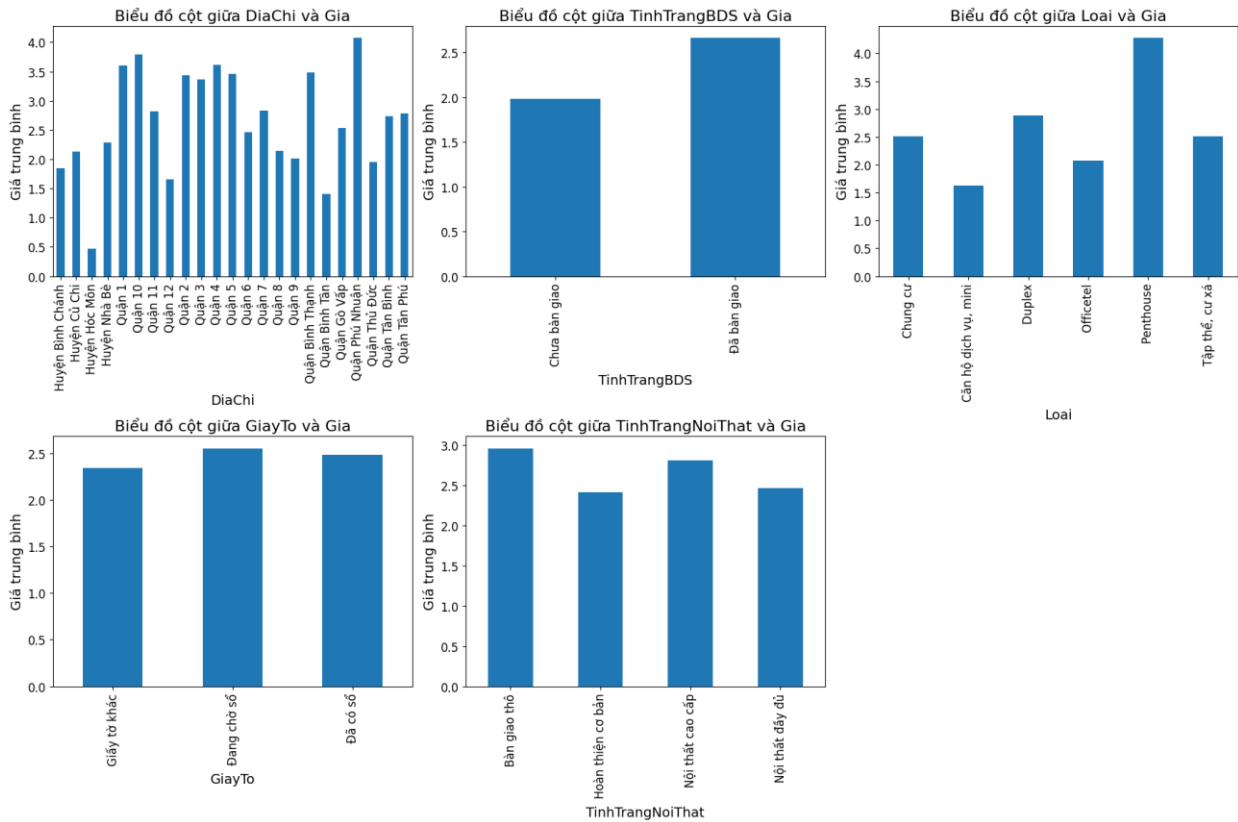 Biểu đồ cột giữa DiaChi và Gia
Giá trung bình
4.0
3.5
3.0
2.5
2.0
1.5
1.0
0.5
0.0
Huyện Bình Chánh
Huyện Củ Chi
Huyện Hóc Môn
Huyện Nhà Bè
Quận 1
Quận 10
Quận 11
Quận 12
Quận 2
Quận 3
Quận 4
Quận 5
Quận 6
Quận 7
Quận 8
Quận 9
Quận Bình Thạnh
Quận Bình Tân
Quận Gò Vấp
Quận Phú Nhuận
Quận Thủ Đức
Quận Tân Bình
Quận Tân Phú
DiaChi
Biểu đồ cột giữa TinhTrangBDS và Gia
Giá trung bình
2.5
2.0
1.5
1.0
0.5
0.0
Chưa bàn giao
Đã bàn giao
TinhTrangBDS
Biểu đồ cột giữa Loai và Gia
Giá trung bình
4.0
3.5
3.0
2.5
2.0
1.5
1.0
0.5
0.0
Chung cư
Căn hộ dịch vụ, mini
Duplex
Officetel
Penthouse
Tập thể, cư xá
Loai
Biểu đồ cột giữa GiayTo và Gia
Giá trung bình
2.5
2.0
1.5
1.0
0.5
0.0
Giấy tờ khác
Đang chờ sổ
Đã có sổ
GiayTo
Biểu đồ cột giữa TinhTrangNoiThat và Gia
Giá trung bình
3.0
2.5
2.0
1.5
1.0
0.5
0.0
Bàn giao thô
Hoàn thiện cơ bản
Nội thất cao cấp
Nội thất đầy đủ
TinhTrangNoiThat